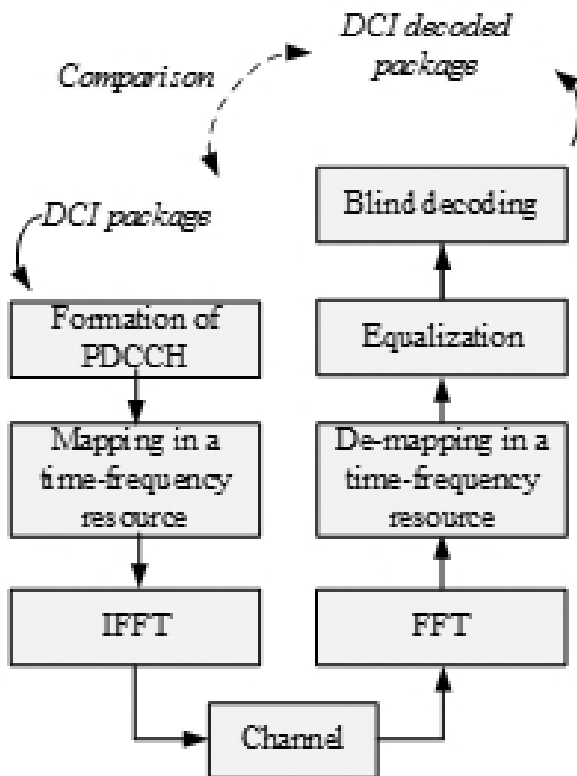 DCI decoded
package
Comparison
DCI package
Blind decoding
Formation of
PDCCH
Equalization
Mapping in a
time-frequency
resource
De-mapping in a
time-frequency
resource
IFFT
FFT
Channel